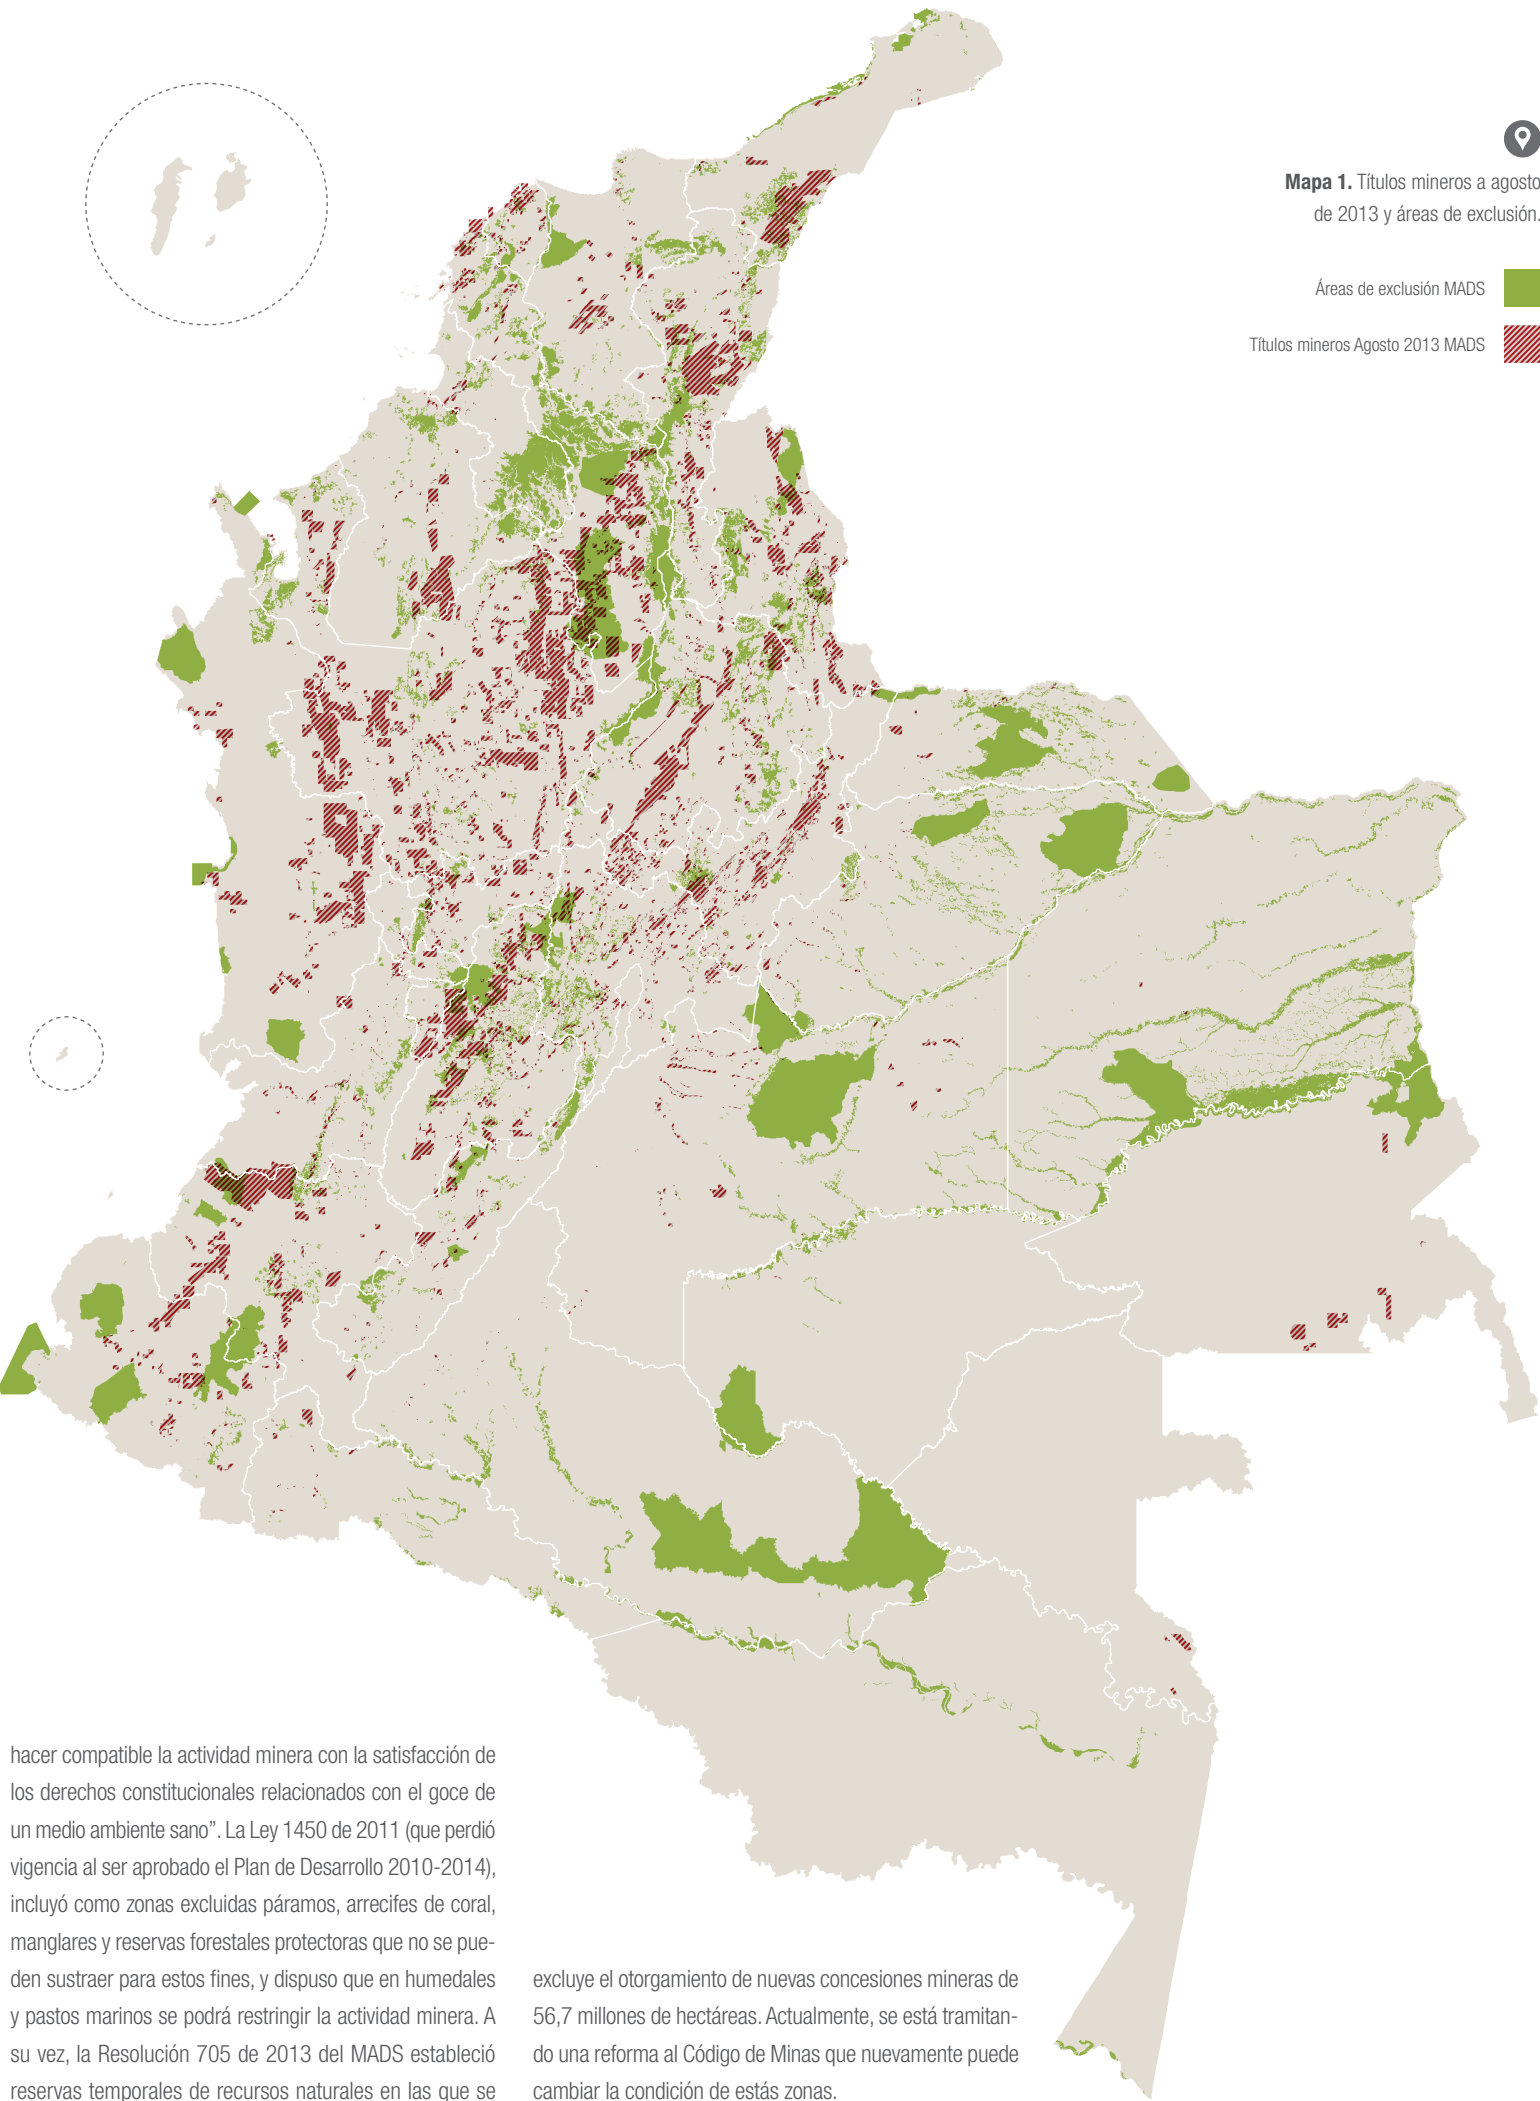 Mapa 1. Títulos mineros a agosto
de 2013 y áreas de exclusión.
Áreas de exclusión MADS
Títulos mineros Agosto 2013 MADS
hacer compatible la actividad minera con la satisfacción de
los derechos constitucionales relacionados con el goce de
un medio ambiente sano”. La Ley 1450 de 2011 (que perdió
vigencia al ser aprobado el Plan de Desarrollo 2010-2014),
incluyó como zonas excluidas páramos, arrecifes de coral,
manglares y reservas forestales protectoras que no se pue-
den sustraer para estos fines, y dispuso que en humedales
y pastos marinos se podrá restringir la actividad minera. A
su vez, la Resolución 705 de 2013 del MADS estableció
reservas temporales de recursos naturales en las que se
excluye el otorgamiento de nuevas concesiones mineras de
56,7 millones de hectáreas. Actualmente, se está tramitan-
do una reforma al Código de Minas que nuevamente puede
cambiar la condición de estás zonas.